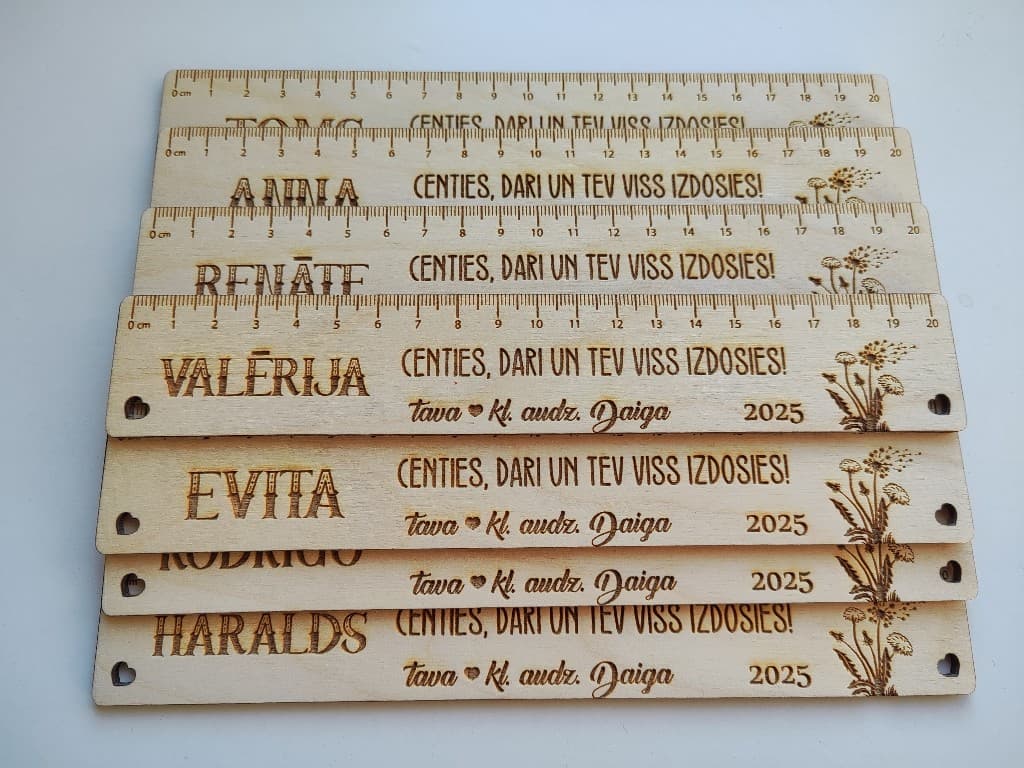 0 cm 1 2 3 4 5 6 7 8 9 10 11 12 13 14 15 16 17 18 19 20
TOMS CENTIES, DARI UN TEV VISS IZDOSIES!
0 cm 1 2 3 4 5 6 7 8 9 10 11 12 13 14 15 16 17 18 19 20
ANNA CENTIES, DARI UN TEV VISS IZDOSIES!
0 cm 1 2 3 4 5 6 7 8 9 10 11 12 13 14 15 16 17 18 19 20
RENĀTE CENTIES, DARI UN TEV VISS IZDOSIES!
0 cm 1 2 3 4 5 6 7 8 9 10 11 12 13 14 15 16 17 18 19 20
VALĒRIJA CENTIES, DARI UN TEV VISS IZDOSIES!
tava ♥ kl. audz. Daiga 2025
EVITA CENTIES, DARI UN TEV VISS IZDOSIES!
tava ♥ kl. audz. Daiga 2025
RODRIGO
tava ♥ kl. audz. Daiga 2025
HARALDS CENTIES, DARI UN TEV VISS IZDOSIES!
tava ♥ kl. audz. Daiga 2025